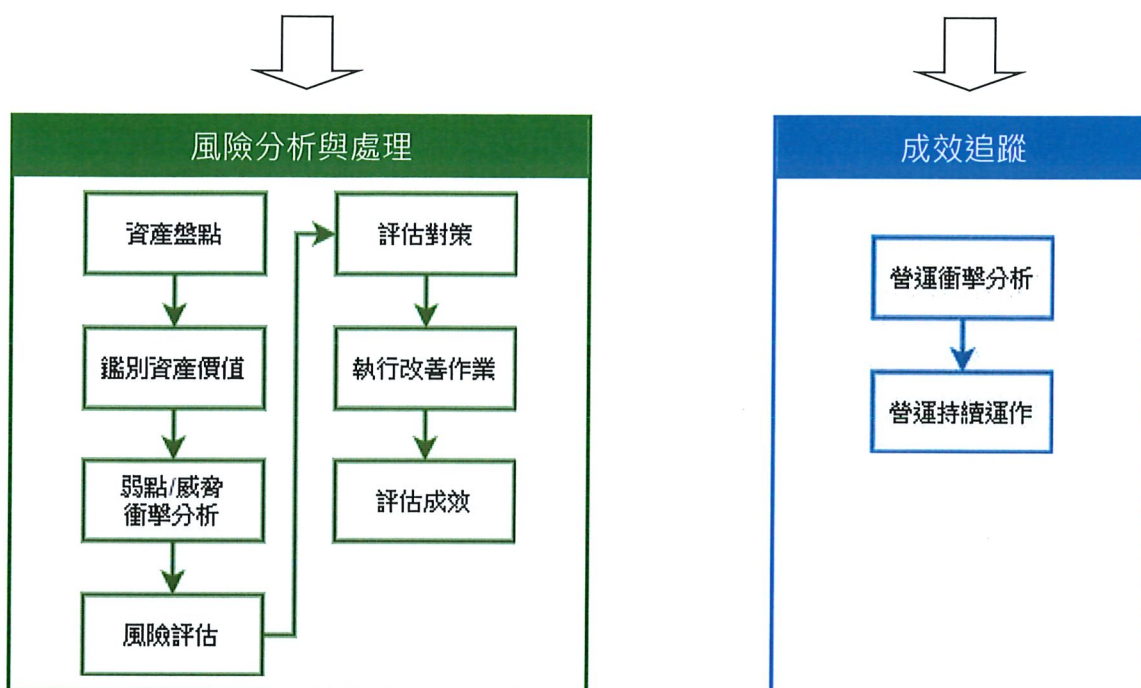 風險分析與處理
資產盤點
鑑別資產價值
弱點/威脅
衝擊分析
風險評估
評估對策
執行改善作業
評估成效
成效追蹤
營運衝擊分析
營運持續運作